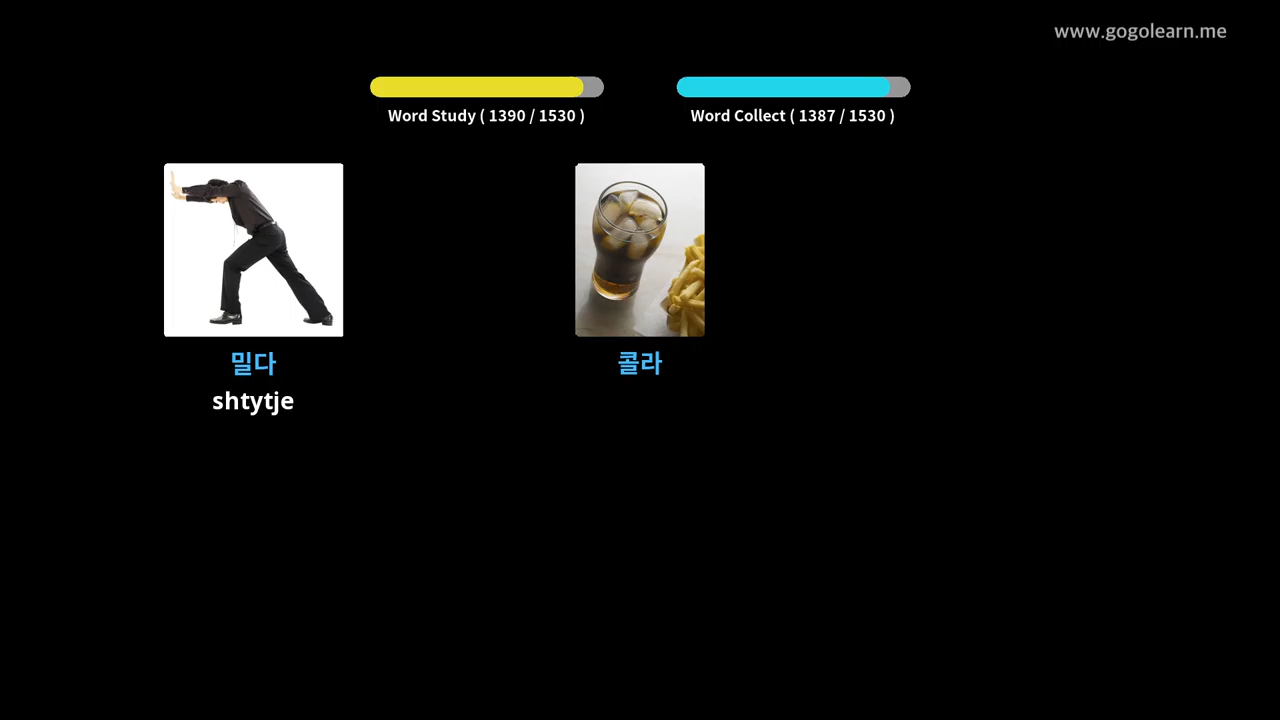 www.gogolearn.me
Word Study ( 1390 / 1530 )
Word Collect ( 1387 / 1530 )
밀다
shtytje
콜라